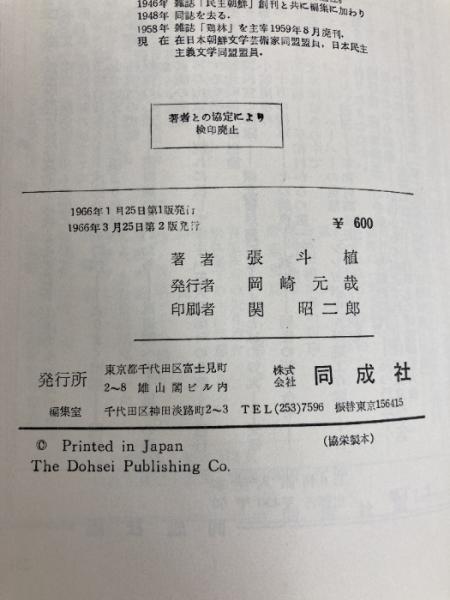 1946年 雑誌「民主朝鮮」創刊と共に編集に加わり
1948年 同誌を去る.
1958年 雑誌「鶏林」を主宰1959年8月廃刊.
現 在 在日本朝鮮文学芸術家同盟盟員, 日本民主
主義文学同盟盟員.
著者との協定により
検印廃止
1966年1月25日第1版発行
1966年3月25日第2版発行
¥ 600
著者 張斗植
発行者 岡崎元哉
印刷者 関昭二郎
発行所 東京都千代田区富士見町
2~8 雄山閣ビル内
株式会社 同成社
編集室 千代田区神田淡路町2~3 TEL(253)7596 振替東京156415
© Printed in Japan
(協栄製本)
The Dohsei Publishing Co.